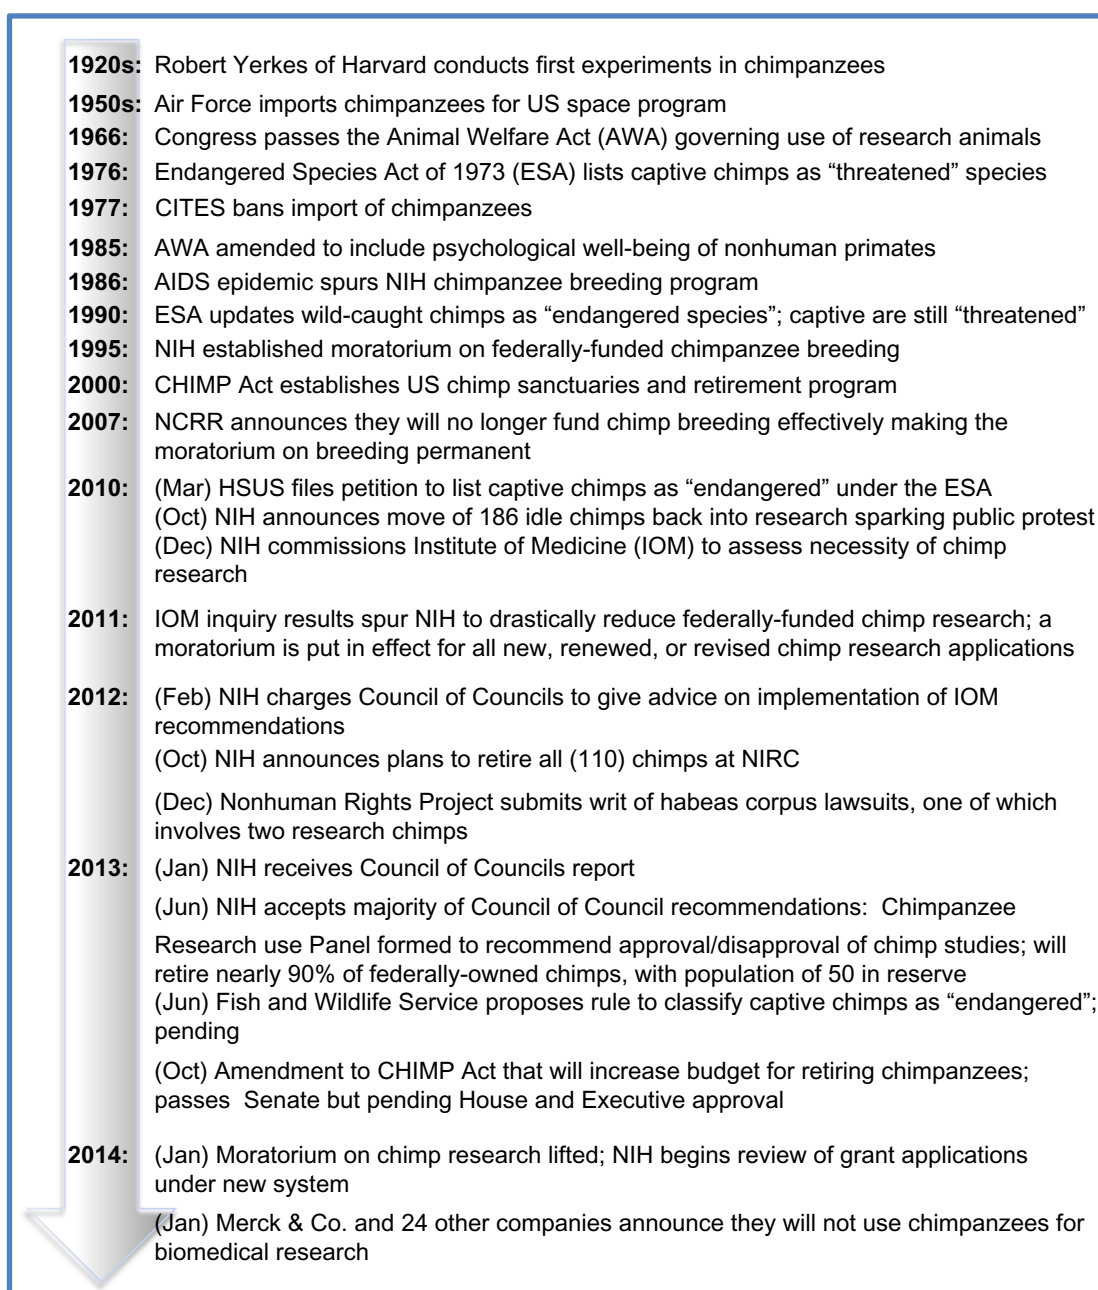 1920s: Robert Yerkes of Harvard conducts first experiments in chimpanzees
1950s: Air Force imports chimpanzees for US space program
1966: Congress passes the Animal Welfare Act (AWA) governing use of research animals
1976: Endangered Species Act of 1973 (ESA) lists captive chimps as “threatened” species
1977: CITES bans import of chimpanzees
1985: AWA amended to include psychological well-being of nonhuman primates
1986: AIDS epidemic spurs NIH chimpanzee breeding program
1990: ESA updates wild-caught chimps as “endangered species”; captive are still “threatened”
1995: NIH established moratorium on federally-funded chimpanzee breeding
2000: CHIMP Act establishes US chimp sanctuaries and retirement program
2007: NCRR announces they will no longer fund chimp breeding effectively making the
moratorium on breeding permanent
2010: (Mar) HSUS files petition to list captive chimps as “endangered” under the ESA
(Oct) NIH announces move of 186 idle chimps back into research sparking public protest
(Dec) NIH commissions Institute of Medicine (IOM) to assess necessity of chimp
research
2011: IOM inquiry results spur NIH to drastically reduce federally-funded chimp research; a
moratorium is put in effect for all new, renewed, or revised chimp research applications
2012: (Feb) NIH charges Council of Councils to give advice on implementation of IOM
recommendations
(Oct) NIH announces plans to retire all (110) chimps at NIRC
(Dec) Nonhuman Rights Project submits writ of habeas corpus lawsuits, one of which
involves two research chimps
2013: (Jan) NIH receives Council of Councils report
(Jun) NIH accepts majority of Council of Council recommendations: Chimpanzee
Research use Panel formed to recommend approval/disapproval of chimp studies; will
retire nearly 90% of federally-owned chimps, with population of 50 in reserve
(Jun) Fish and Wildlife Service proposes rule to classify captive chimps as “endangered”;
pending
(Oct) Amendment to CHIMP Act that will increase budget for retiring chimpanzees;
passes Senate but pending House and Executive approval
2014: (Jan) Moratorium on chimp research lifted; NIH begins review of grant applications
under new system
(Jan) Merck & Co. and 24 other companies announce they will not use chimpanzees for
biomedical research